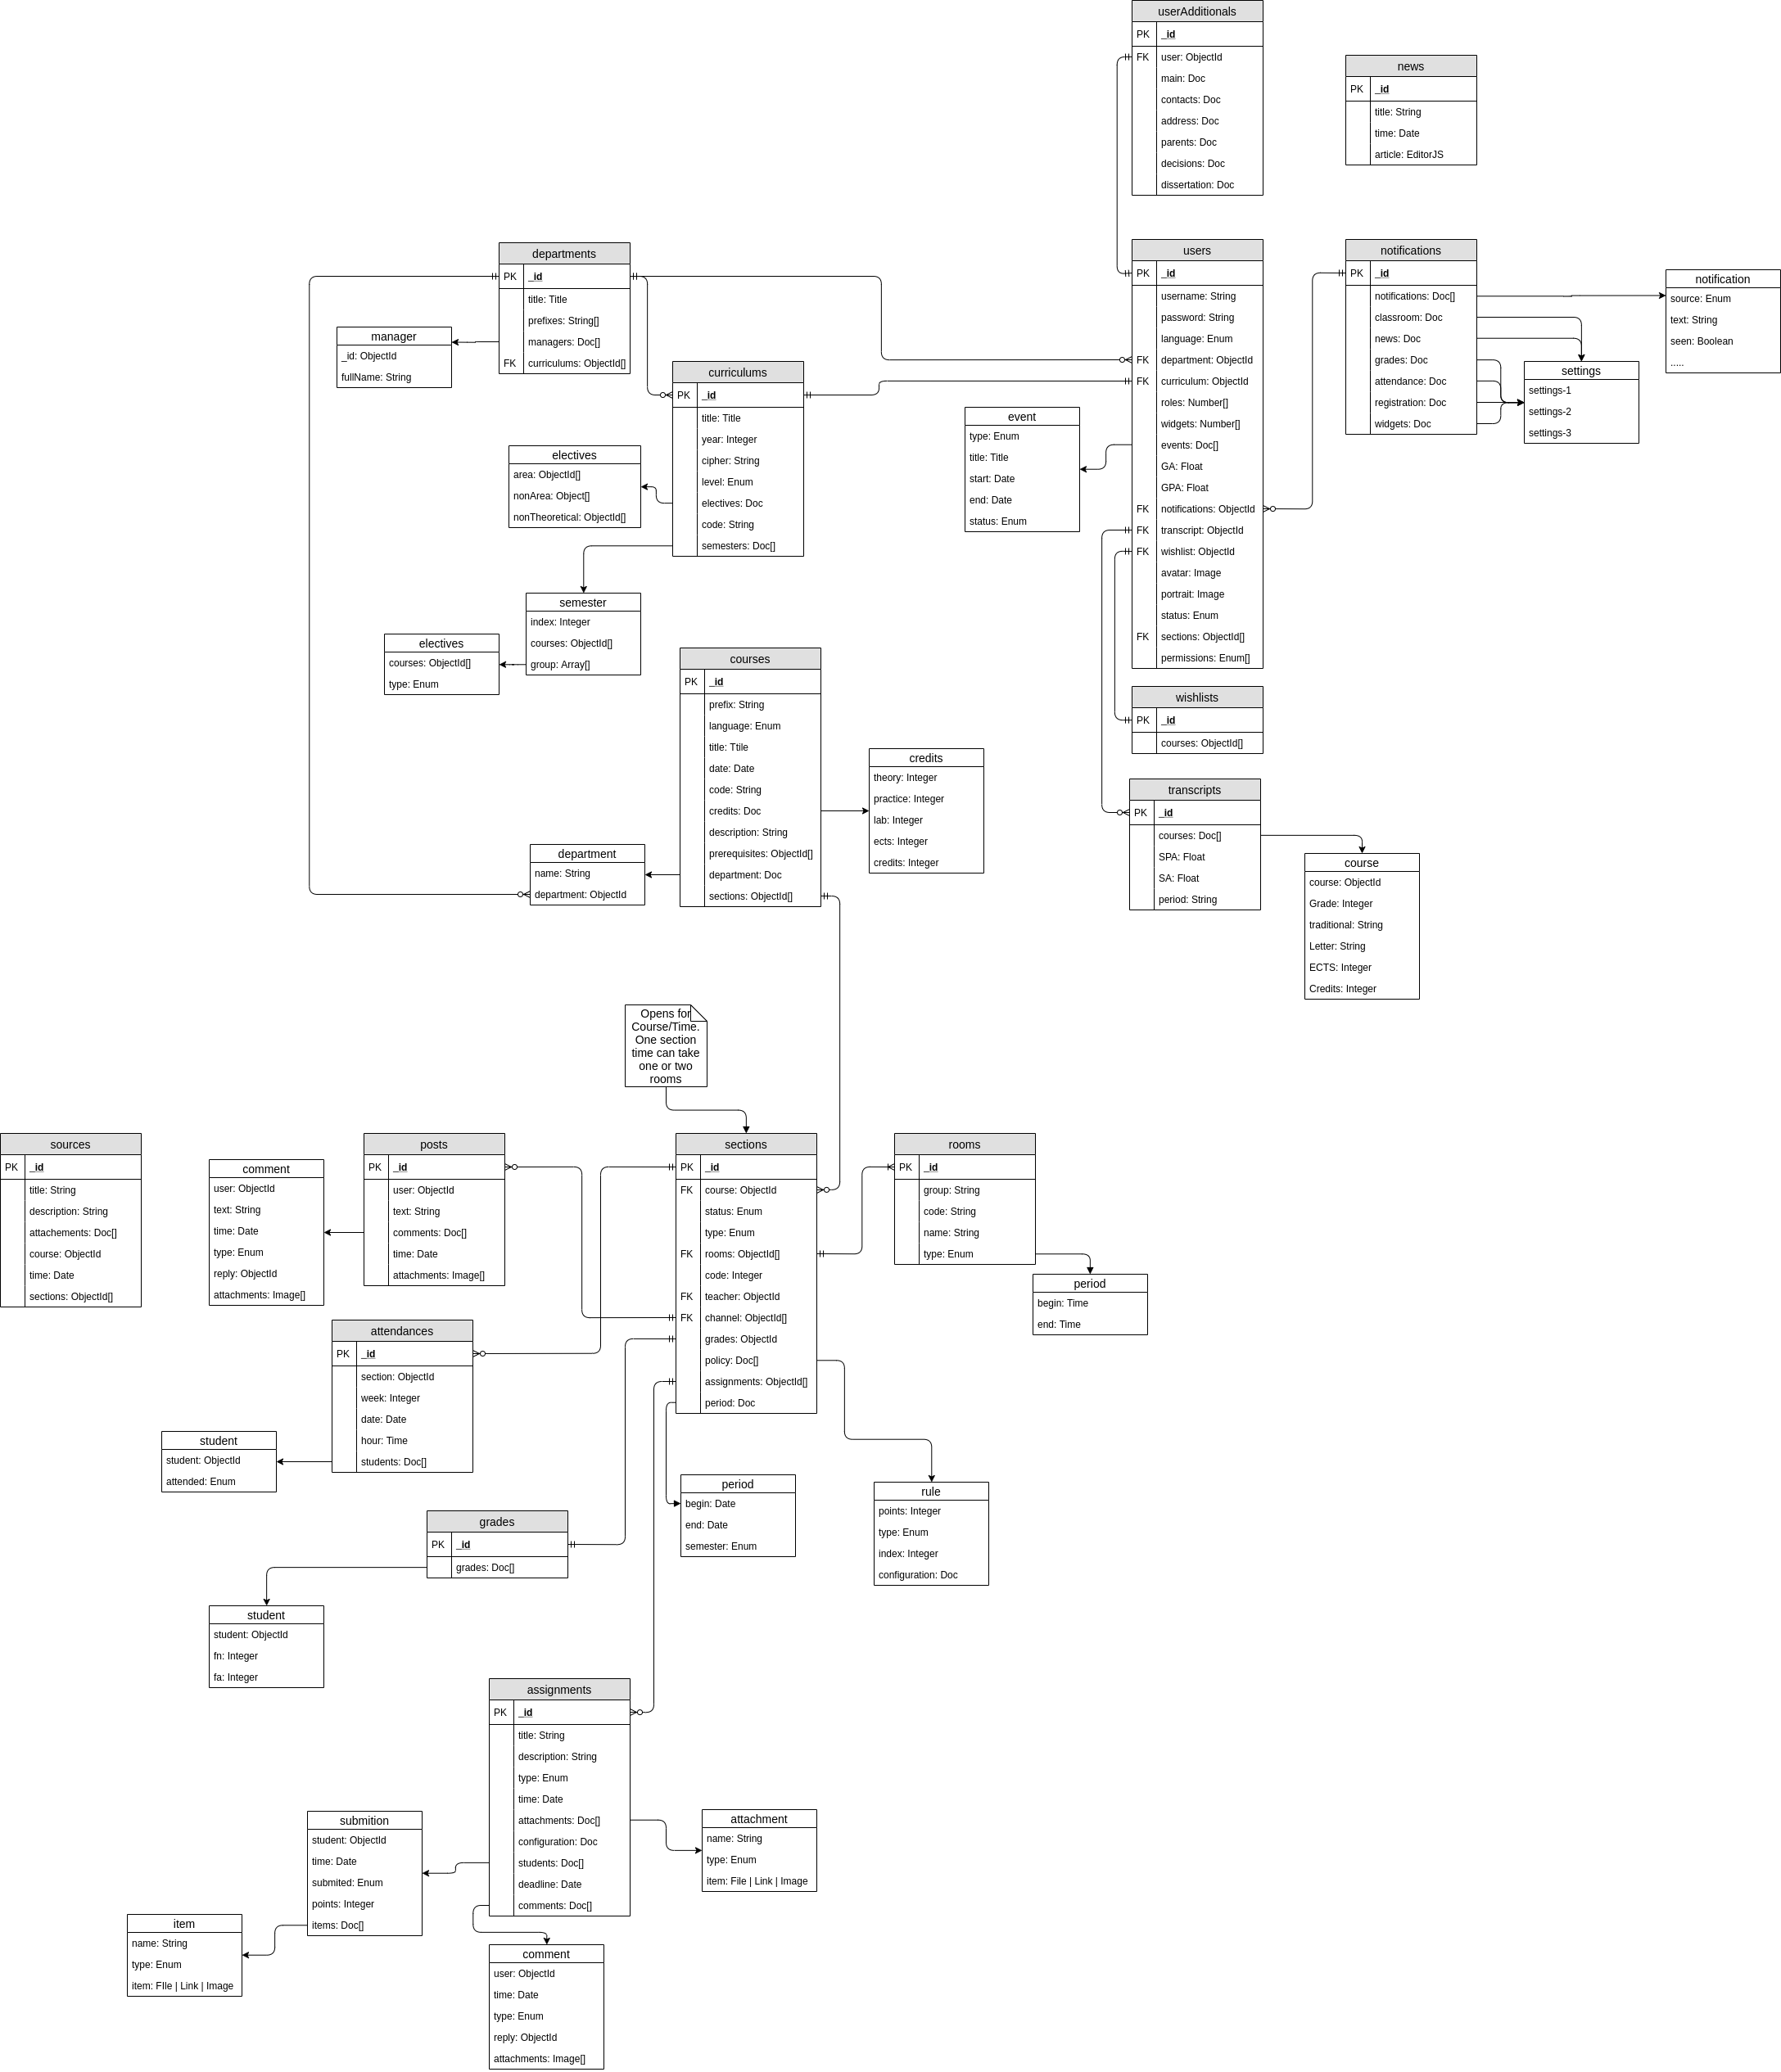 userAdditionals
PK _id
FK user: ObjectId
main: Doc
contacts: Doc
address: Doc
parents: Doc
decisions: Doc
dissertation: Doc
news
PK _id
title: String
time: Date
article: EditorJS
departments
PK _id
title: Title
prefixes: String[]
managers: Doc[]
FK curriculums: ObjectId[]
manager
_id: ObjectId
fullName: String
users
PK _id
username: String
password: String
language: Enum
FK department: ObjectId
FK curriculum: ObjectId
roles: Number[]
widgets: Number[]
events: Doc[]
GA: Float
GPA: Float
FK notifications: ObjectId
FK transcript: ObjectId
FK wishlist: ObjectId
avatar: Image
portrait: Image
status: Enum
FK sections: ObjectId[]
permissions: Enum[]
notifications
PK _id
notifications: Doc[]
classroom: Doc
news: Doc
grades: Doc
attendance: Doc
registration: Doc
widgets: Doc
notification
source: Enum
text: String
seen: Boolean
.....
settings
settings-1
settings-2
settings-3
curriculums
PK _id
title: Title
year: Integer
cipher: String
level: Enum
electives: Doc
code: String
semesters: Doc[]
event
type: Enum
title: Title
start: Date
end: Date
status: Enum
electives
area: ObjectId[]
nonArea: Object[]
nonTheoretical: ObjectId[]
semester
index: Integer
courses: ObjectId[]
group: Array[]
electives
courses: ObjectId[]
type: Enum
courses
PK _id
prefix: String
language: Enum
title: Ttile
date: Date
code: String
credits: Doc
description: String
prerequisites: ObjectId[]
department: Doc
sections: ObjectId[]
credits
theory: Integer
practice: Integer
lab: Integer
ects: Integer
credits: Integer
wishlists
PK _id
courses: ObjectId[]
transcripts
PK _id
courses: Doc[]
SPA: Float
SA: Float
period: String
course
course: ObjectId
Grade: Integer
traditional: String
Letter: String
ECTS: Integer
Credits: Integer
department
name: String
department: ObjectId
Opens for
Course/Time.
One section
time can take
one or two
rooms
sources
PK _id
title: String
description: String
attachements: Doc[]
course: ObjectId
time: Date
sections: ObjectId[]
comment
user: ObjectId
text: String
time: Date
type: Enum
reply: ObjectId
attachments: Image[]
posts
PK _id
user: ObjectId
text: String
comments: Doc[]
time: Date
attachments: Image[]
sections
PK _id
FK course: ObjectId
status: Enum
type: Enum
FK rooms: ObjectId[]
code: Integer
FK teacher: ObjectId
FK channel: ObjectId[]
grades: ObjectId
policy: Doc[]
assignments: ObjectId[]
period: Doc
rooms
PK _id
group: String
code: String
name: String
type: Enum
period
begin: Time
end: Time
attendances
PK _id
section: ObjectId
week: Integer
date: Date
hour: Time
students: Doc[]
student
student: ObjectId
attended: Enum
period
begin: Date
end: Date
semester: Enum
rule
points: Integer
type: Enum
index: Integer
configuration: Doc
grades
PK _id
grades: Doc[]
student
student: ObjectId
fn: Integer
fa: Integer
assignments
PK _id
title: String
description: String
type: Enum
time: Date
attachments: Doc[]
configuration: Doc
students: Doc[]
deadline: Date
comments: Doc[]
attachment
name: String
type: Enum
item: File | Link | Image
submition
student: ObjectId
time: Date
submited: Enum
points: Integer
items: Doc[]
item
name: String
type: Enum
item: FIle | Link | Image
comment
user: ObjectId
time: Date
type: Enum
reply: ObjectId
attachments: Image[]